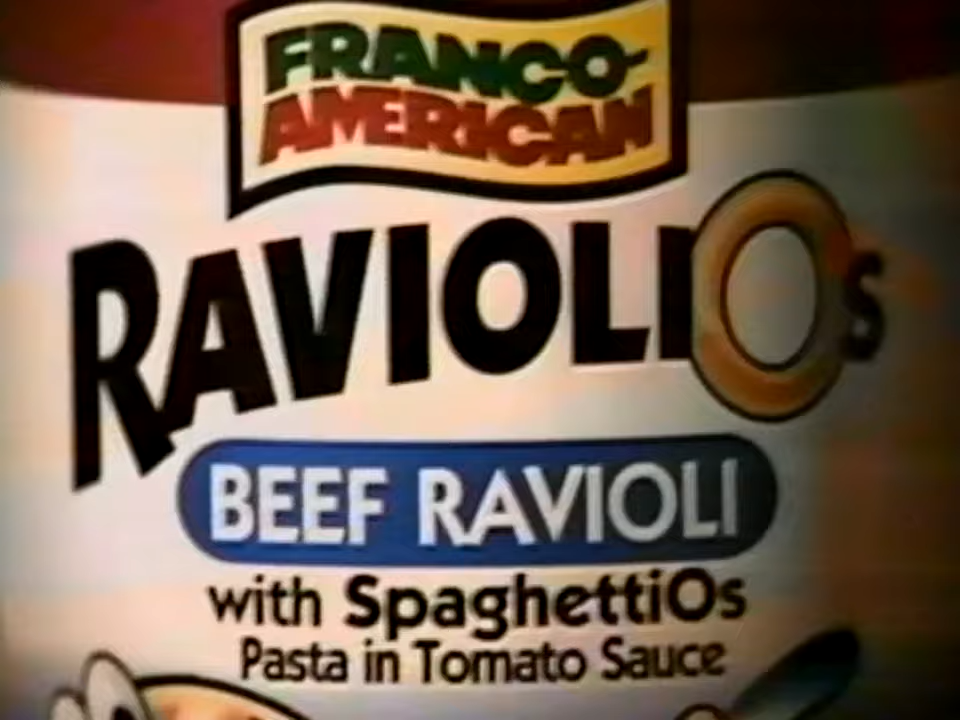 FRANCO-
AMERICAN
RAVIOLIOs
BEEF RAVIOLI
with SpaghettiOs
Pasta in Tomato Sauce